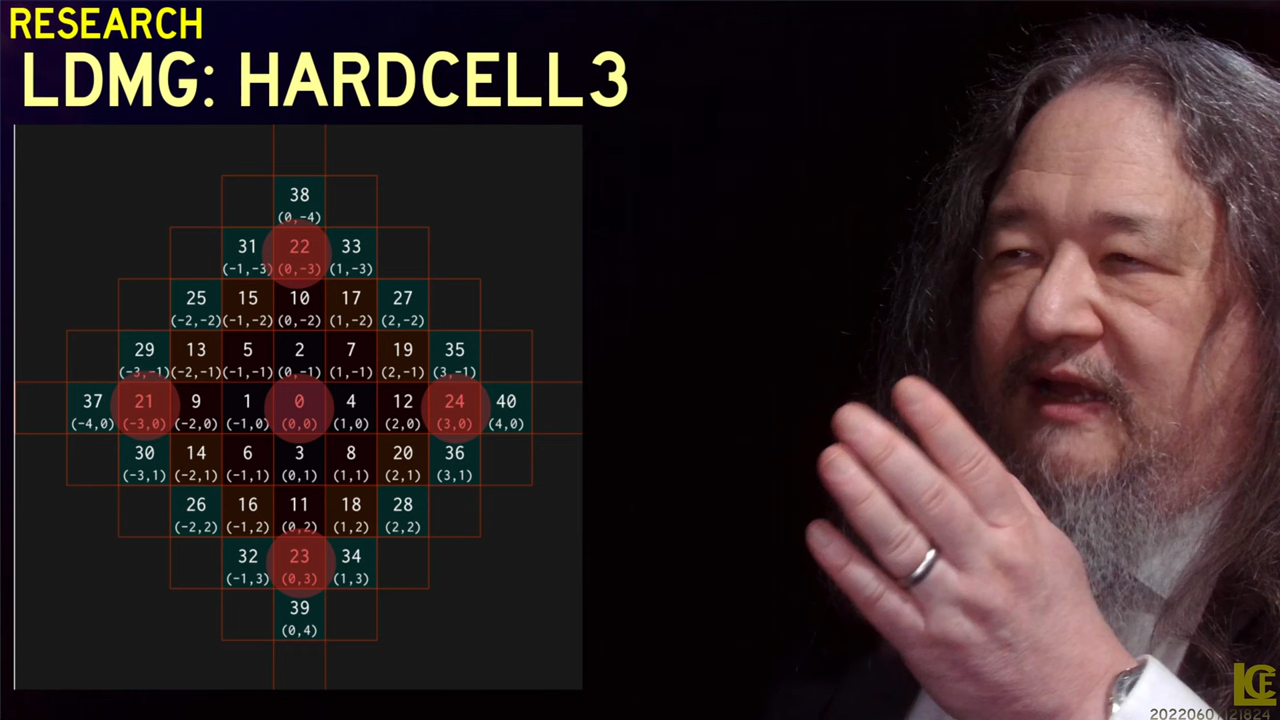 RESEARCH
LDMG: HARDCELL3
38
(0,-4)
31 22 33
(-1,-3) (0,-3) (1,-3)
25 15 10 17 27
(-2,-2) (-1,-2) (0,-2) (1,-2) (2,-2)
29 13 5 2 7 19 35
(-3,-1) (-2,-1) (-1,-1) (0,-1) (1,-1) (2,-1) (3,-1)
37 21 9 1 0 4 12 24 40
(-4,0) (-3,0) (-2,0) (-1,0) (0,0) (1,0) (2,0) (3,0) (4,0)
30 14 6 3 8 20 36
(-3,1) (-2,1) (-1,1) (0,1) (1,1) (2,1) (3,1)
26 16 11 18 28
(-2,2) (-1,2) (0,2) (1,2) (2,2)
32 23 34
(-1,3) (0,3) (1,3)
39
(0,4)
LCE